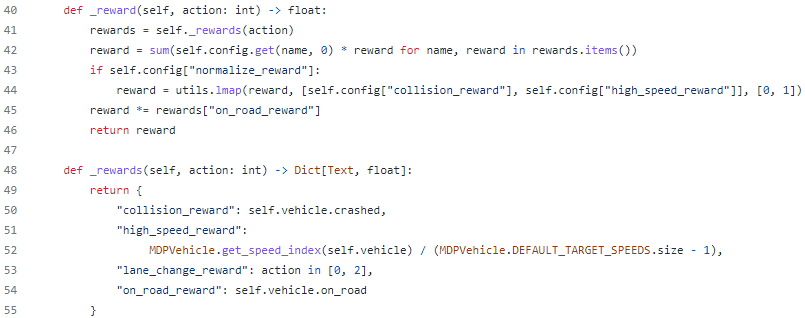 40 def _reward(self, action: int) -> float:
41 rewards = self._rewards(action)
42 reward = sum(self.config.get(name, 0) * reward for name, reward in rewards.items())
43 if self.config["normalize_reward"]:
44 reward = utils.lmap(reward, [self.config["collision_reward"], self.config["high_speed_reward"]], [0, 1])
45 reward *= rewards["on_road_reward"]
46 return reward
47
48 def _rewards(self, action: int) -> Dict[Text, float]:
49 return {
50 "collision_reward": self.vehicle.crashed,
51 "high_speed_reward":
52 MDPVehicle.get_speed_index(self.vehicle) / (MDPVehicle.DEFAULT_TARGET_SPEEDS.size - 1),
53 "lane_change_reward": action in [0, 2],
54 "on_road_reward": self.vehicle.on_road
55 }